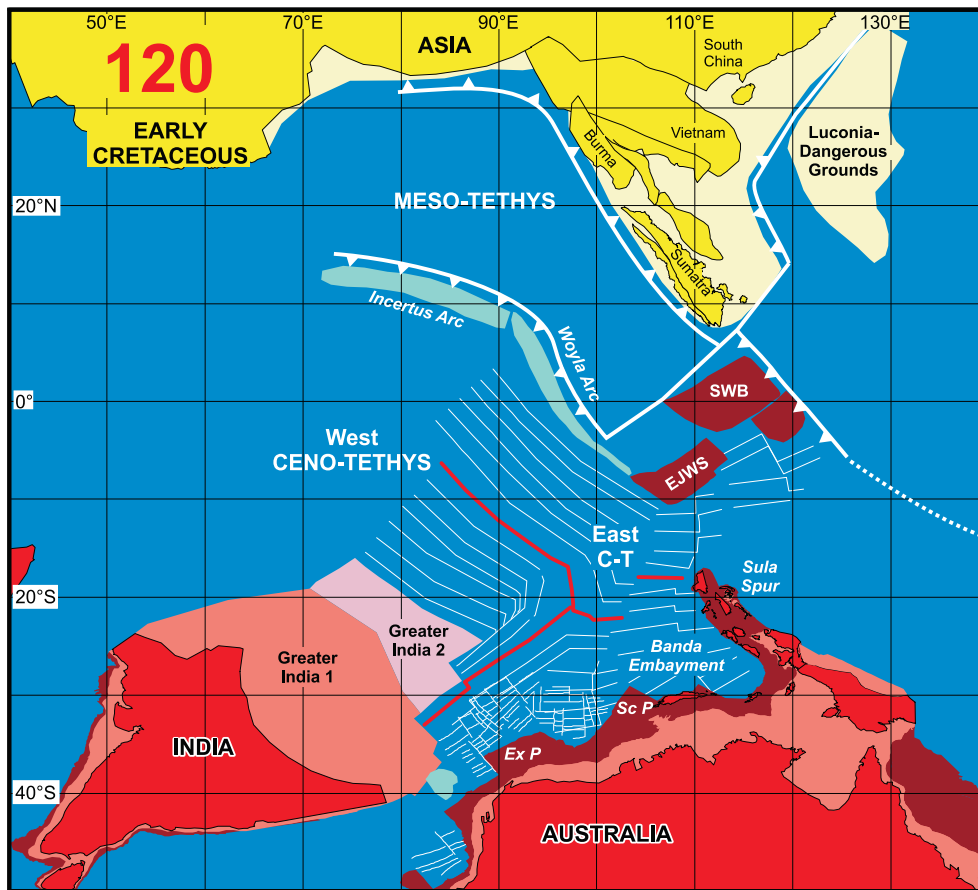 50°E
70°E
90°E
110°E
130°E
120
ASIA
South
China
EARLY
CRETACEOUS
Burma
Vietnam
Luconia-
Dangerous
Grounds
20°N
MESO-TETHYS
Sumatra
Incertus Arc
Woyla Arc
0°
SWB
West
CENO-TETHYS
EJWS
East
C-T
Sula
Spur
20°S
Greater
India 2
Greater
India 1
Banda
Embayment
Sc P
INDIA
Ex P
40°S
AUSTRALIA